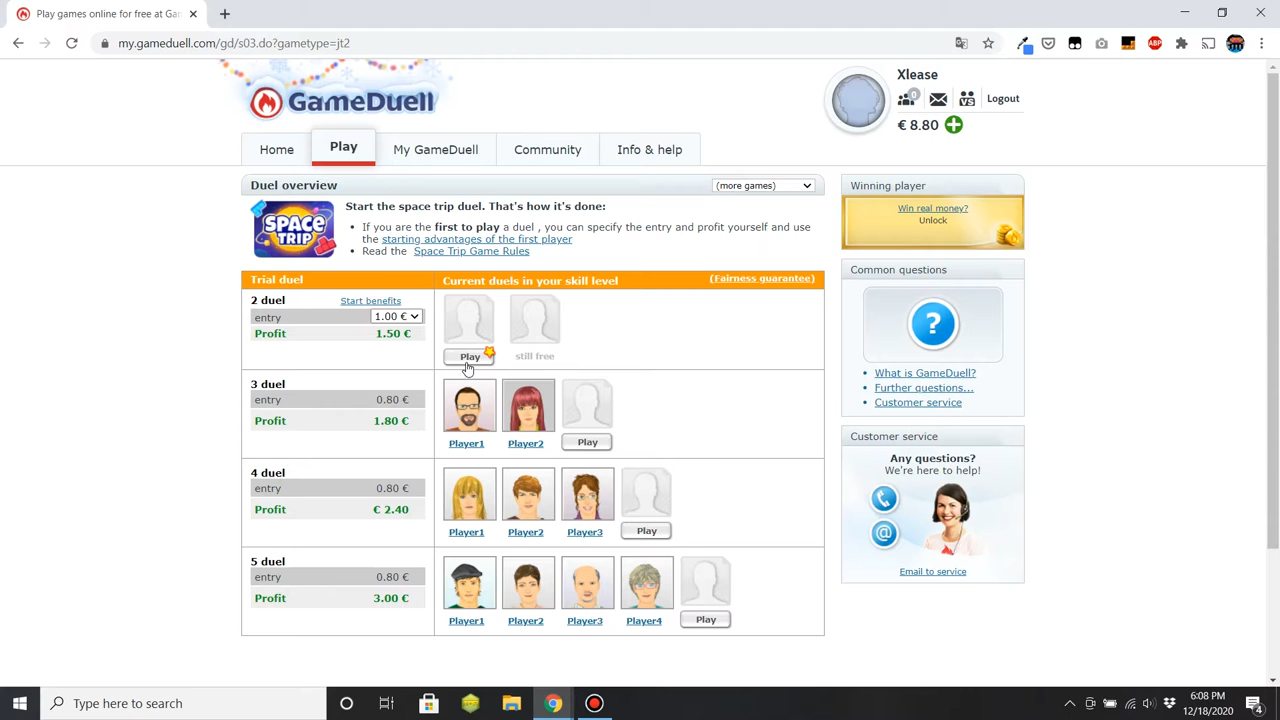 Play games online for free at Gam
my.gameduell.com/gd/s03.do?gametype=jt2
ABP
GameDuell
Xlease
0
VS
Logout
€ 8.80
Home
Play
My GameDuell
Community
Info & help
Duel overview
(more games)
SPACE TRIP
Start the space trip duel. That's how it's done:
• If you are the first to play a duel , you can specify the entry and profit yourself and use
the starting advantages of the first player
• Read the Space Trip Game Rules
Trial duel
Current duels in your skill level
(Fairness guarantee)
2 duel
Start benefits
entry
1.00 €
Profit
1.50 €
Play
still free
3 duel
entry
0.80 €
Profit
1.80 €
Player1
Player2
Play
4 duel
entry
0.80 €
Profit
€ 2.40
Player1
Player2
Player3
Play
5 duel
entry
0.80 €
Profit
3.00 €
Player1
Player2
Player3
Player4
Play
Winning player
Win real money?
Unlock
Common questions
?
• What is GameDuell?
• Further questions...
• Customer service
Customer service
Any questions?
We're here to help!
@
Email to service
Type here to search
6:08 PM
12/18/2020
4